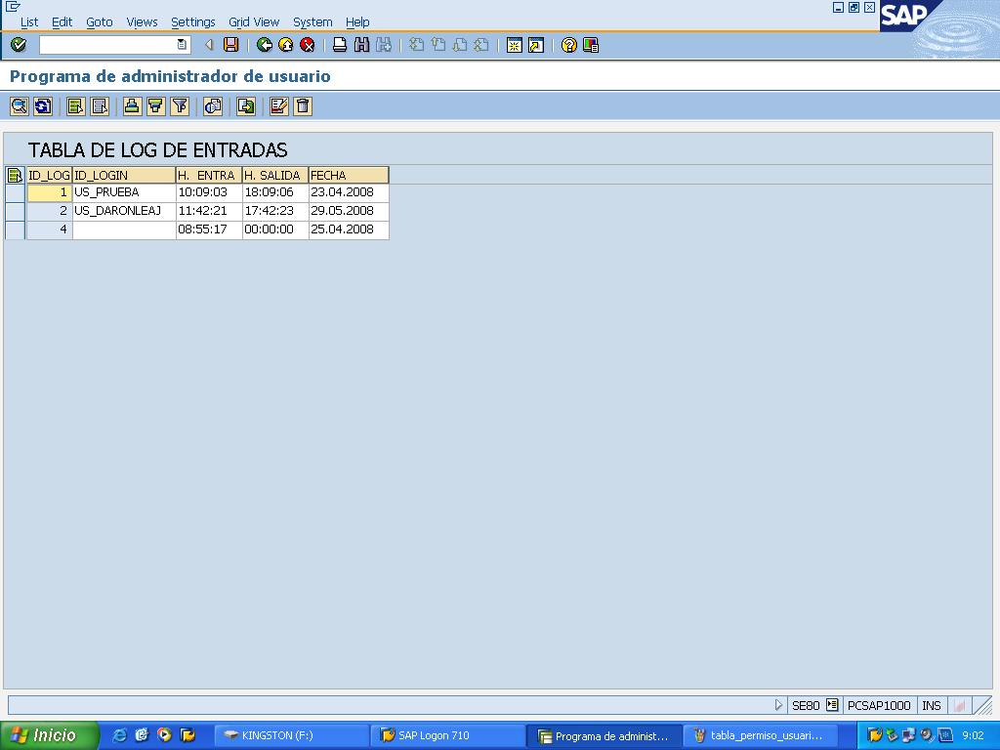 List Edit Goto Views Settings Grid View System Help
SAP
Programa de administrador de usuario
TABLA DE LOG DE ENTRADAS
ID_LOG ID_LOGIN H. ENTRA H. SALIDA FECHA
1 US_PRUEBA 10:09:03 18:09:06 23.04.2008
2 US_DARONLEAJ 11:42:21 17:42:23 29.05.2008
4 08:55:17 00:00:00 25.04.2008
SE80 PCSAP1000 INS
Inicio KINGSTON (F:) SAP Logon 710 Programa de administ... tabla_permiso_usuari... 9:02